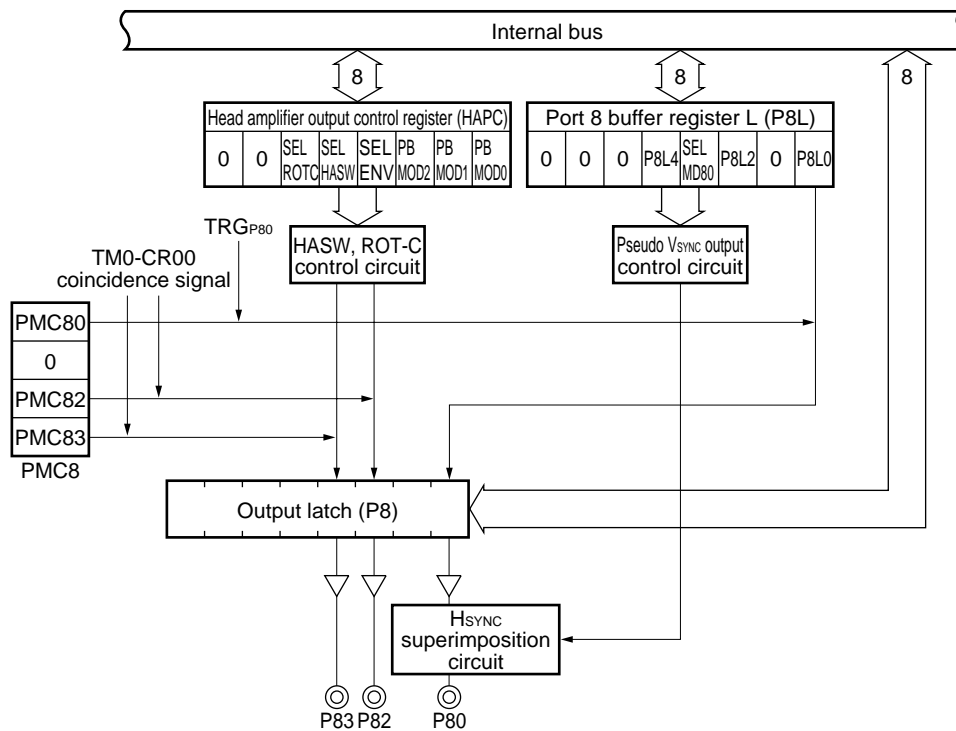 Internal bus
8
8
8
Head amplifier output control register (HAPC)
0
0
SEL
ROTC
SEL
HASW
SEL
ENV
PB
MOD2
PB
MOD1
PB
MOD0
Port 8 buffer register L (P8L)
0
0
0
P8L4
SEL
MD80
P8L2
0
P8L0
TRGP80
HASW, ROT-C
control circuit
Pseudo VSYNC output
control circuit
TM0-CR00
coincidence signal
PMC80
0
PMC82
PMC83
PMC8
Output latch (P8)
HSYNC
superimposition
circuit
P83
P82
P80